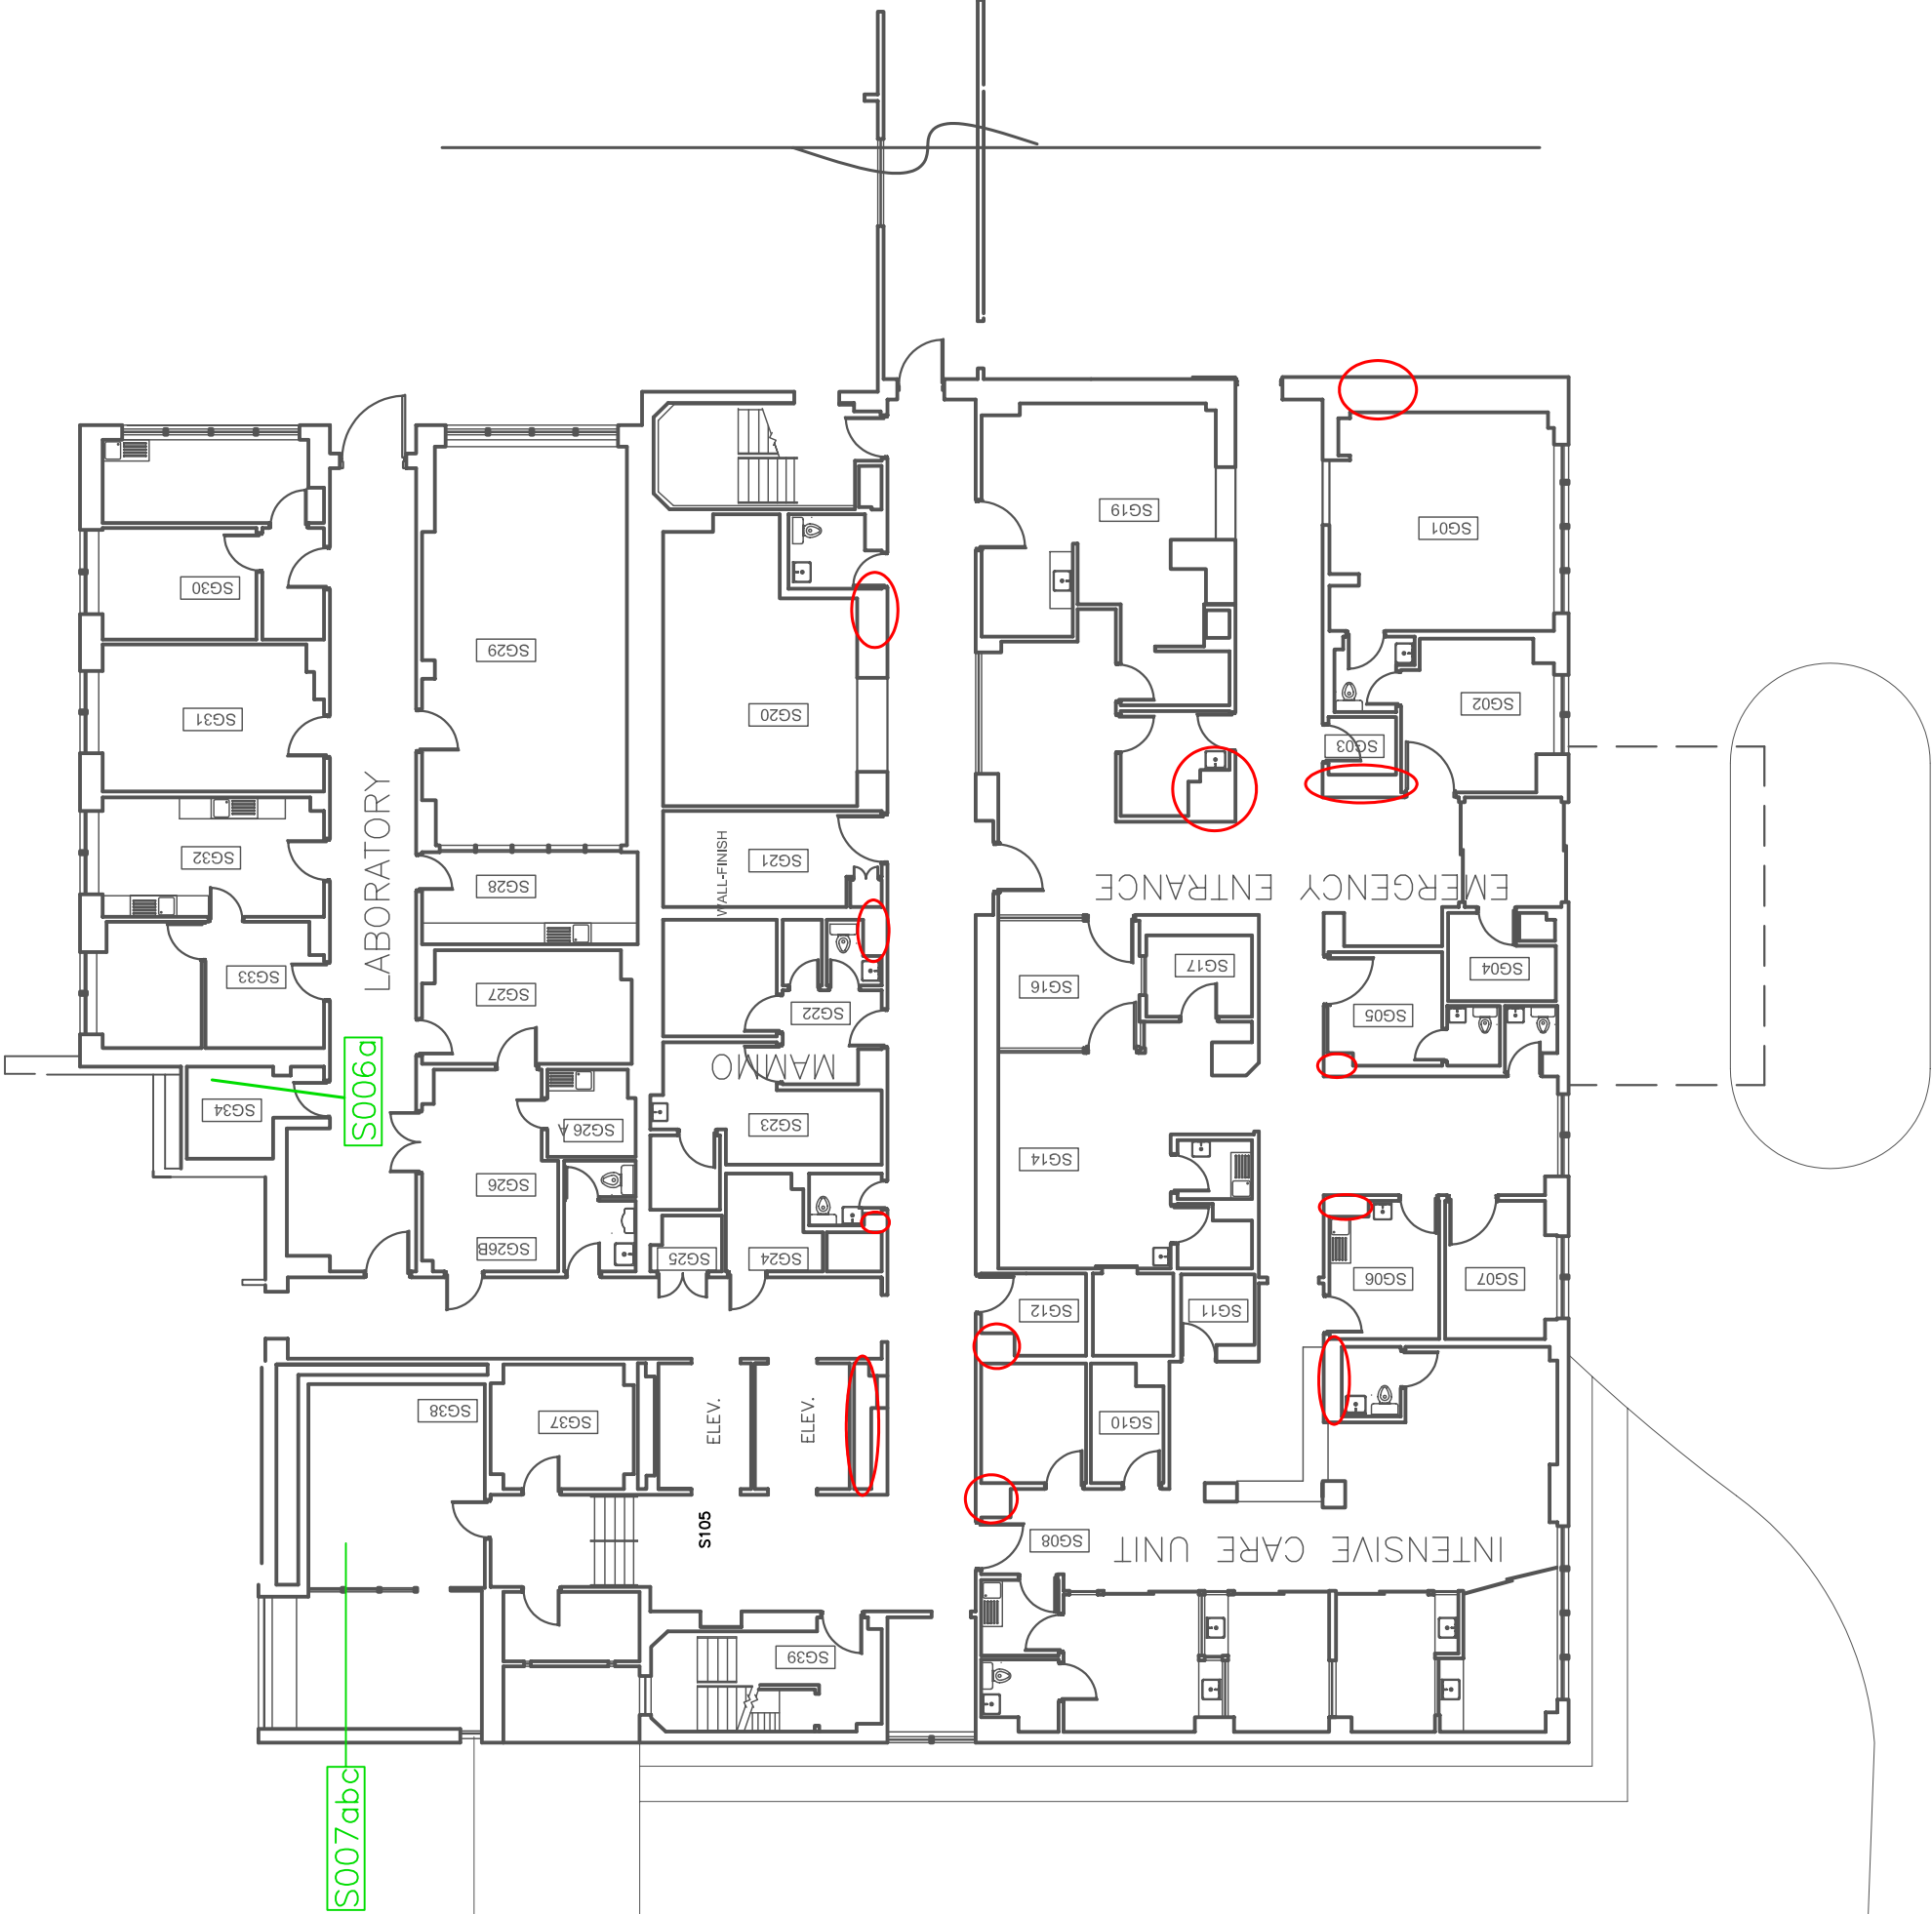 SG19
SG01
SG30
SG29
SG31
SG20
SG02
SG03
LABORATORY
WALL-FINISH
SG32
SG21
SG28
EMERGENCY ENTRANCE
SG33
SG27
SG22
SG16
SG17
SG04
SG05
S006a
MAMMO
SG34
SG26A
SG23
SG14
SG26
SG26B
SG25
SG24
SG12
SG11
SG06
SG07
SG38
SG37
ELEV.
ELEV.
SG10
S105
SG08
INTENSIVE CARE UNIT
SG39
S007abc